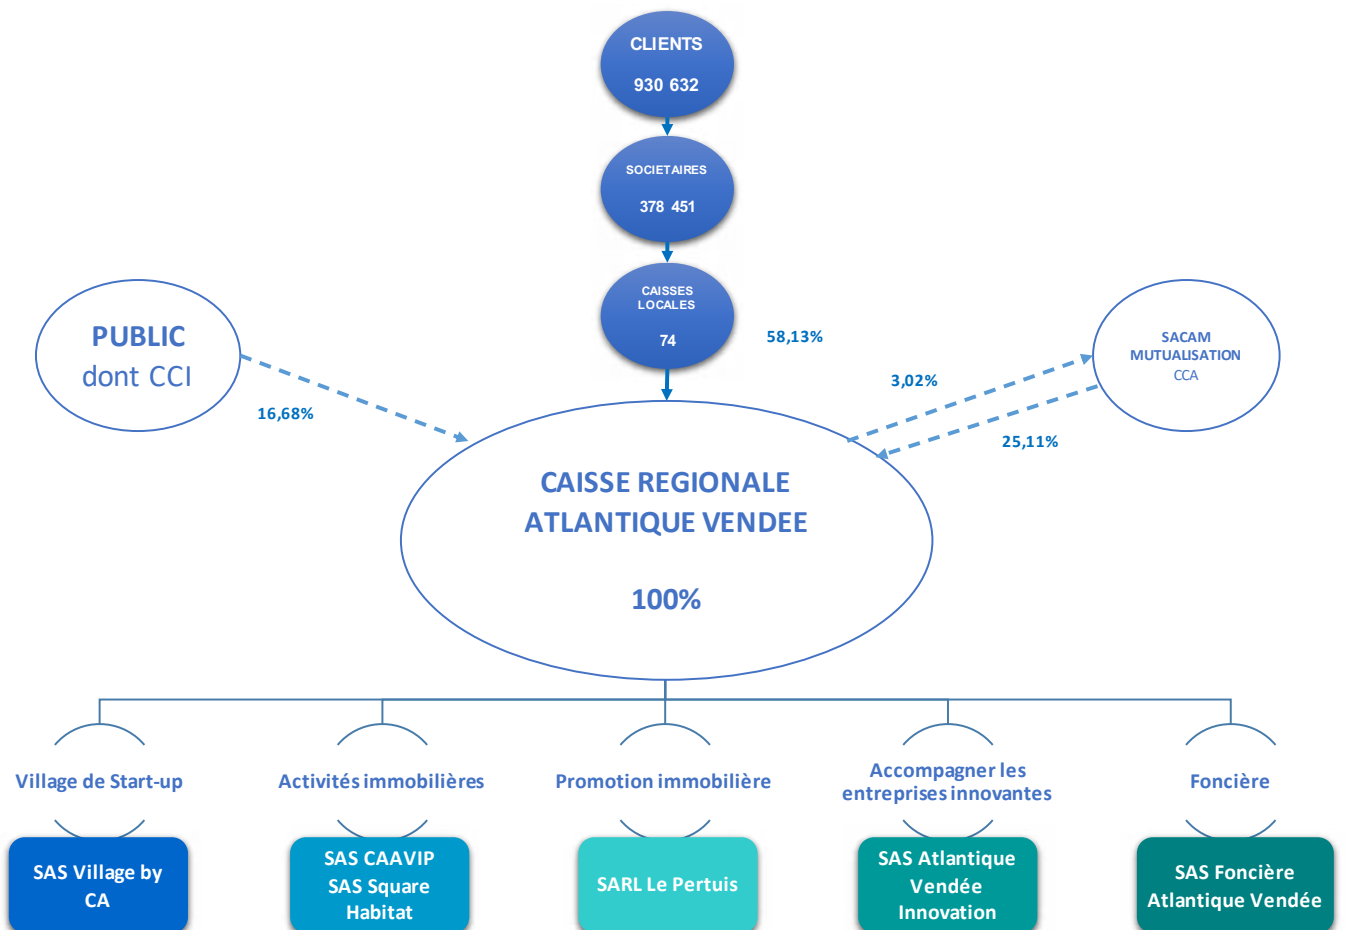 CLIENTS
930 632
SOCIETAIRES
378 451
CAISSES
LOCALES
74
58,13%
PUBLIC
dont CCI
16,68%
SACAM
MUTUALISATION
CCA
3,02%
25,11%
CAISSE REGIONALE
ATLANTIQUE VENDEE
100%
Village de Start-up
SAS Village by
CA
Activités immobilières
SAS CAAVIP
SAS Square
Habitat
Promotion immobilière
SARL Le Pertuis
Accompagner les
entreprises innovantes
SAS Atlantique
Vendée
Innovation
Foncière
SAS Foncière
Atlantique Vendée